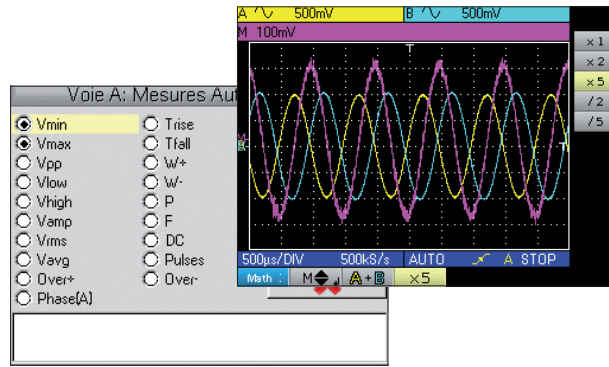 A 500mV B 500mV
M 100mV
T
×1
×2
×5
/2
/5
Voie A: Mesures Aut
Vmin Trise
Vmax Tfall
Vpp W+
Vlow W-
Vhigh P
Vamp F
Vrms DC
Vavg Pulses
Over+ Over-
Phase(A)
T
500µs/DIV 500kS/s AUTO A STOP
Math : M A+B ×5